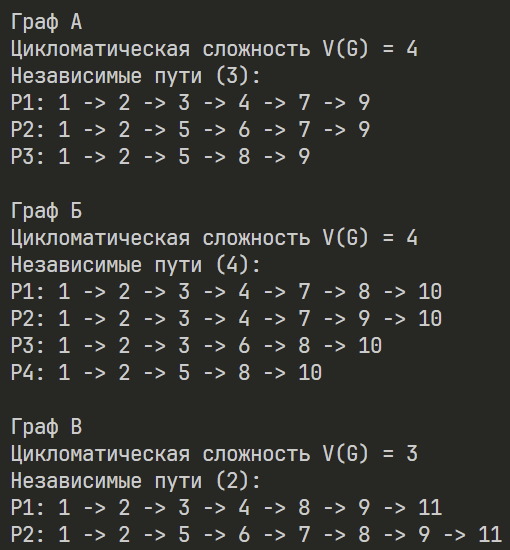 Граф А
Цикломатическая сложность V(G) = 4
Независимые пути (3):
P1: 1 -> 2 -> 3 -> 4 -> 7 -> 9
P2: 1 -> 2 -> 5 -> 6 -> 7 -> 9
P3: 1 -> 2 -> 5 -> 8 -> 9
Граф Б
Цикломатическая сложность V(G) = 4
Независимые пути (4):
P1: 1 -> 2 -> 3 -> 4 -> 7 -> 8 -> 10
P2: 1 -> 2 -> 3 -> 4 -> 7 -> 9 -> 10
P3: 1 -> 2 -> 3 -> 6 -> 8 -> 10
P4: 1 -> 2 -> 5 -> 8 -> 10
Граф В
Цикломатическая сложность V(G) = 3
Независимые пути (2):
P1: 1 -> 2 -> 3 -> 4 -> 8 -> 9 -> 11
P2: 1 -> 2 -> 5 -> 6 -> 7 -> 8 -> 9 -> 11